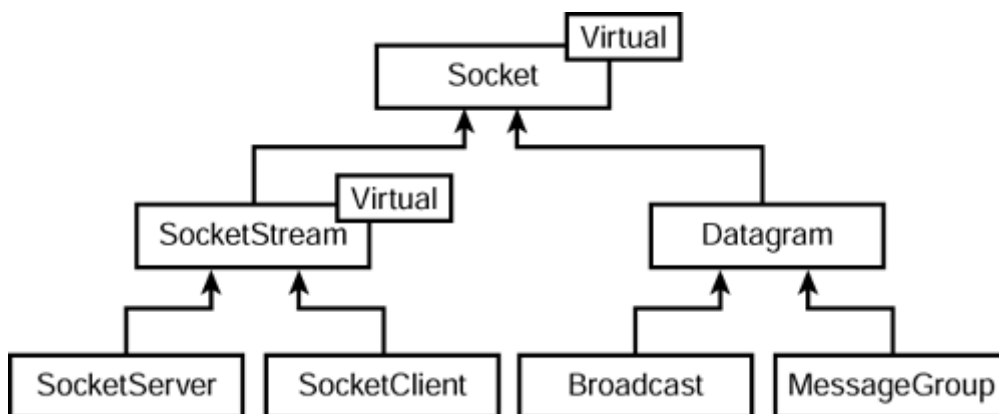 Virtual
Socket
Virtual
SocketStream
Datagram
SocketServer
SocketClient
Broadcast
MessageGroup